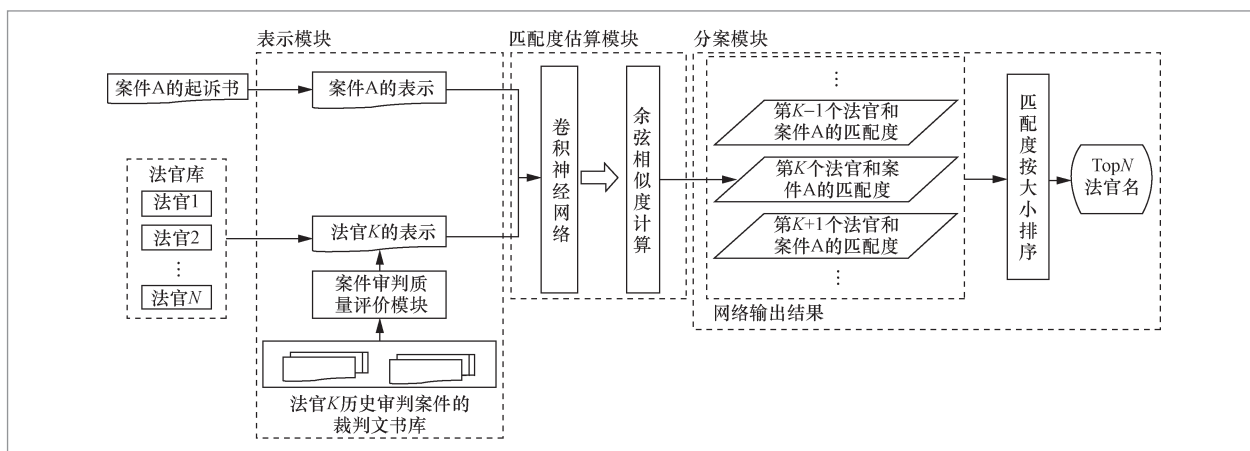 表示模块
匹配度估算模块
分案模块
案件A的起诉书
案件A的表示
法官库
法官1
法官2
⋮
法官N
法官K的表示
案件审判质
量评价模块
法官K历史审判案件的
裁判文书库
卷积神经网络
余弦相似度计算
⋮
第K−1个法官和
案件A的匹配度
第K个法官和案
件A的匹配度
第K+1个法官和
案件A的匹配度
⋮
网络输出结果
匹配度按大小排序
TopN
法官名